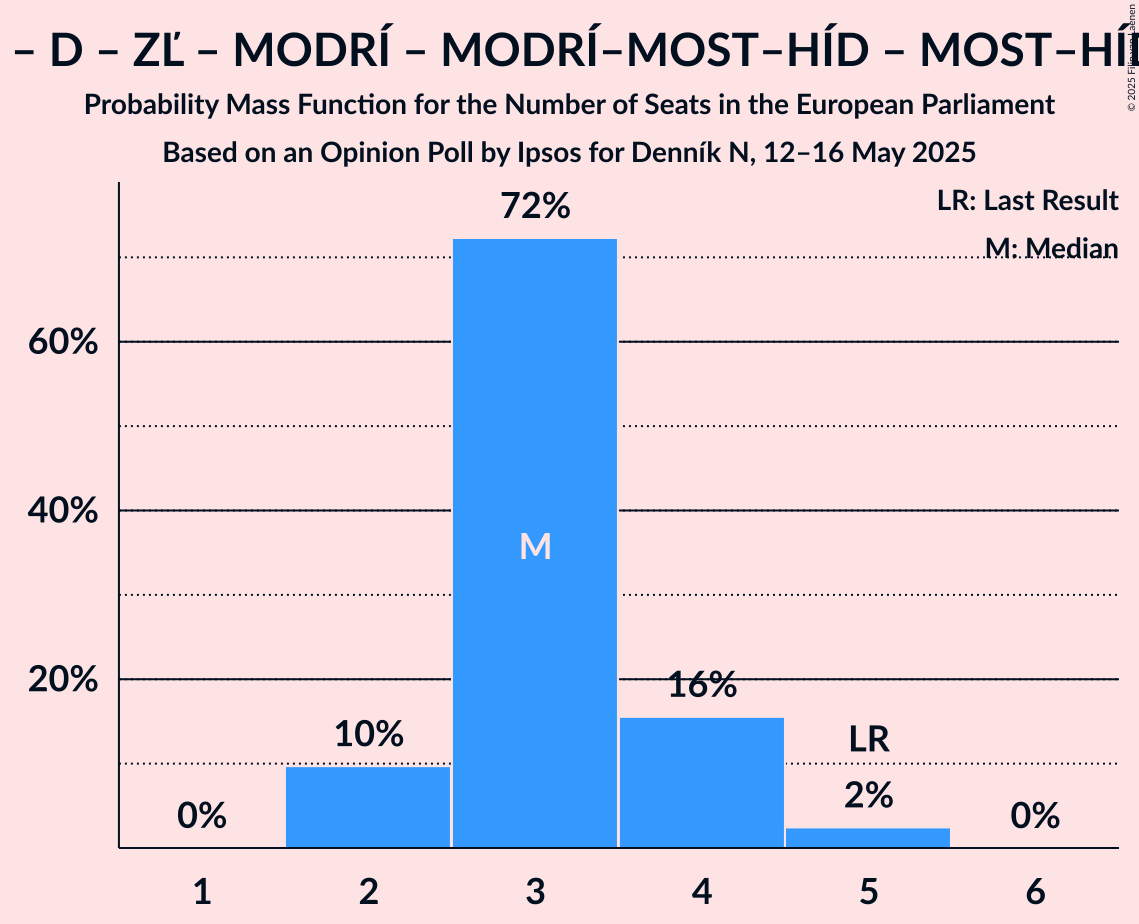 – D – ZĽ – MODRÍ – MODRÍ–MOST–HÍD – MOST–HÍD
Probability Mass Function for the Number of Seats in the European Parliament
Based on an Opinion Poll by Ipsos for Denník N, 12–16 May 2025
© 2025 Filip van Laenen
LR: Last Result
M: Median
72%
60%
40%
M
20%
16%
10%
LR
2%
0%
0%
1 2 3 4 5 6